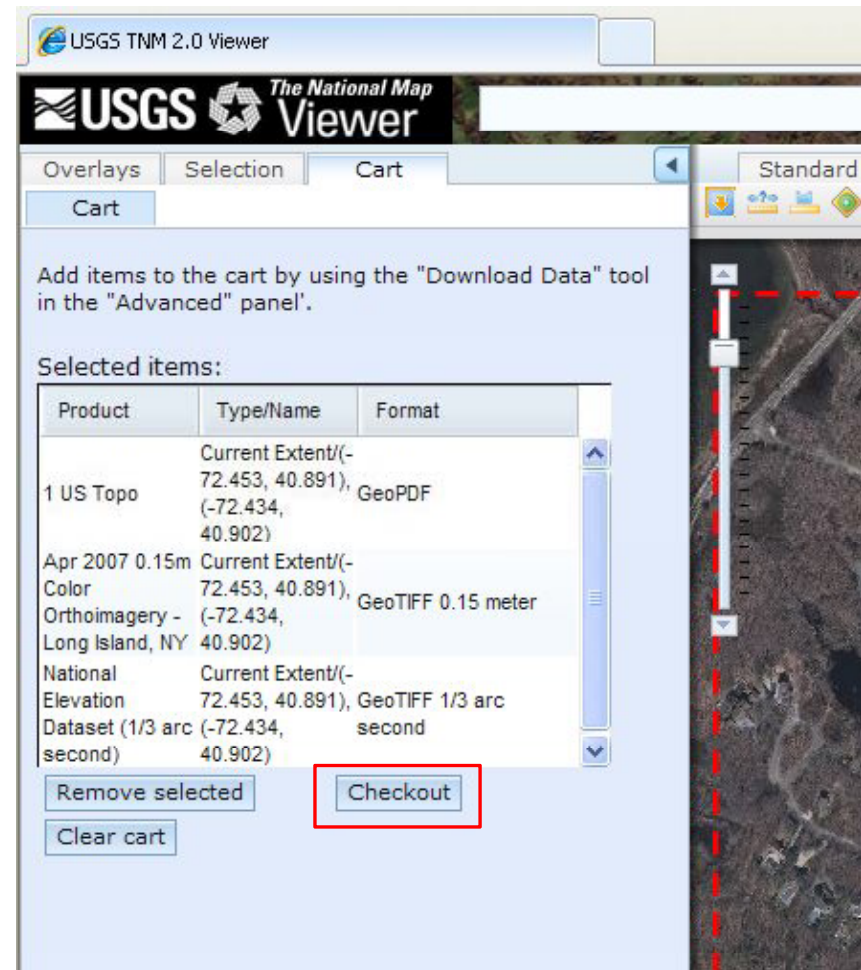 USGS TNM 2.0 Viewer
USGS The National Map
Viewer
Overlays Selection Cart Standard
Cart
Add items to the cart by using the "Download Data" tool
in the "Advanced" panel'.
Selected items:
Product Type/Name Format
1 US Topo
Current Extent/(-
72.453, 40.891),
(-72.434,
40.902)
GeoPDF
Apr 2007 0.15m
Color
Orthoimagery -
Long Island, NY
Current Extent/(-
72.453, 40.891),
(-72.434,
40.902)
GeoTIFF 0.15 meter
National
Elevation
Dataset (1/3 arc
second)
Current Extent/(-
72.453, 40.891),
(-72.434,
40.902)
GeoTIFF 1/3 arc
second
Remove selected Checkout
Clear cart